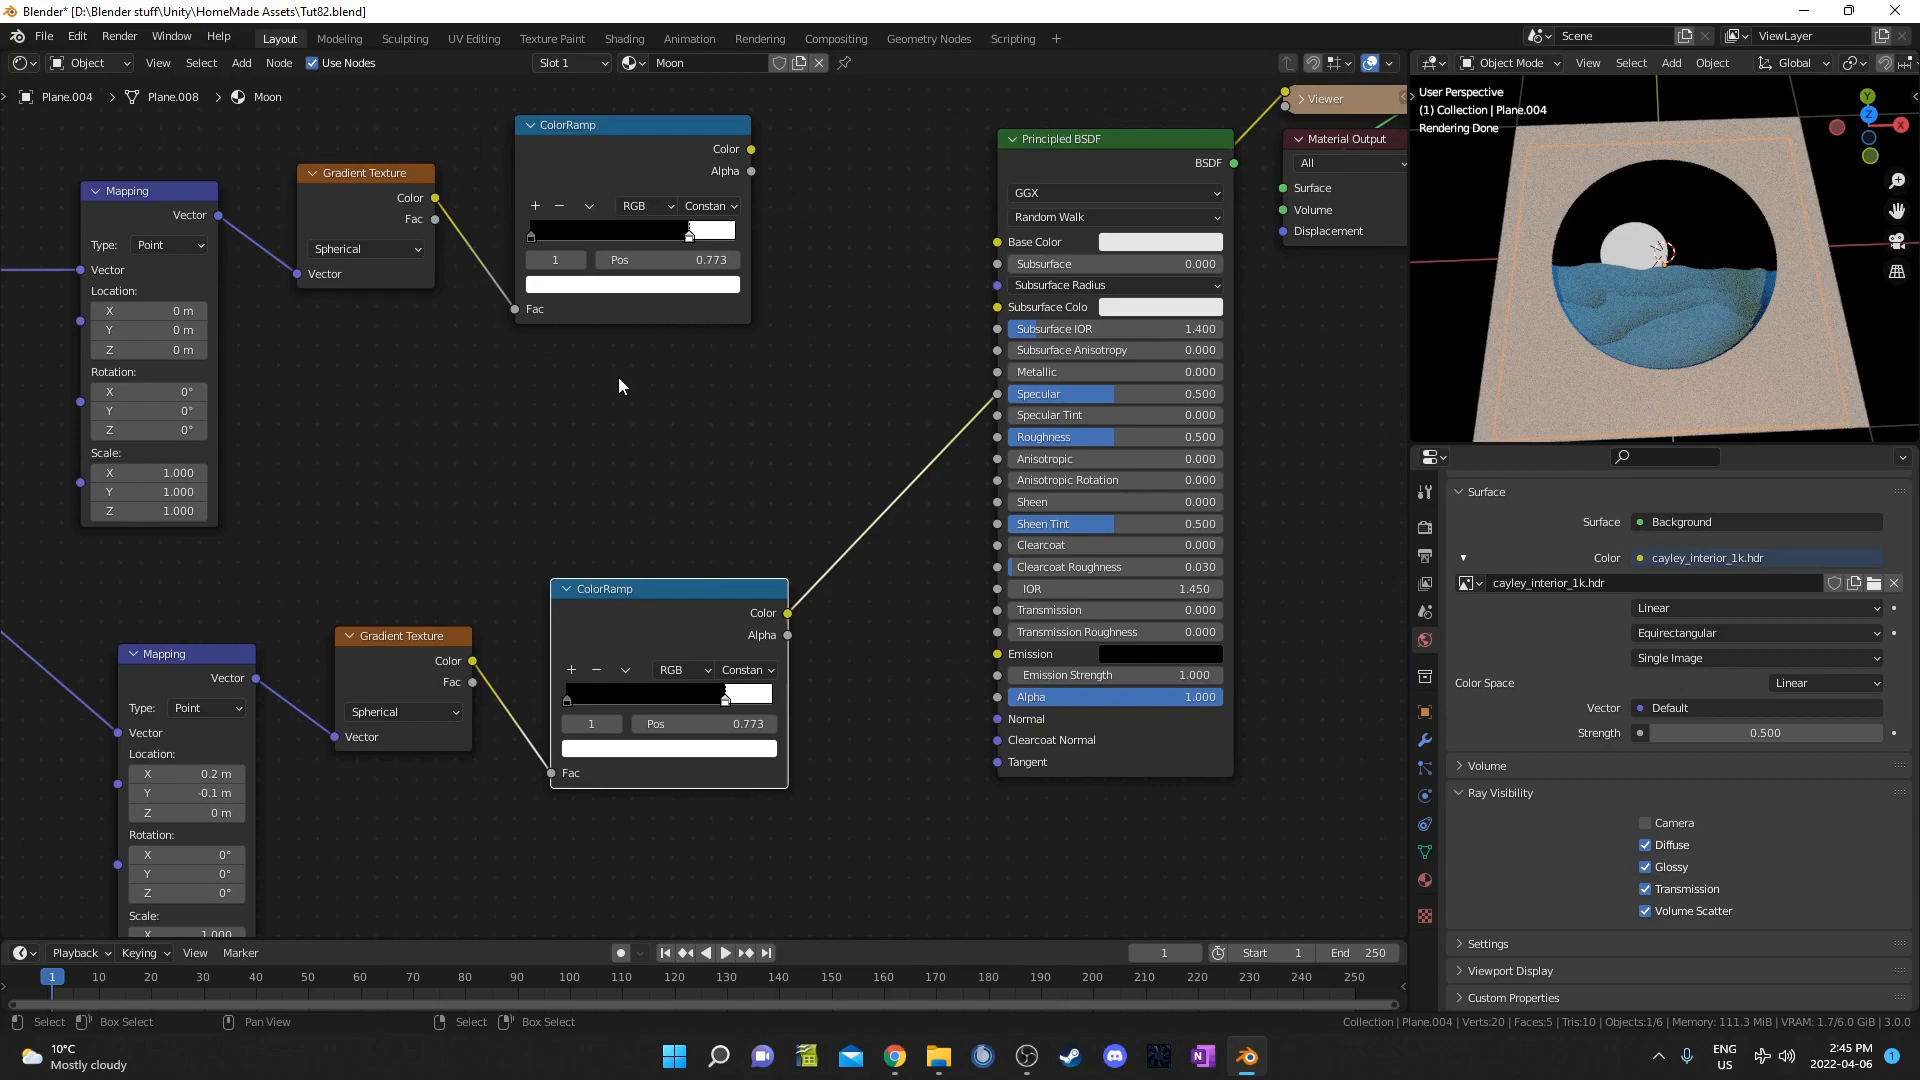 Blender* [D:\Blender stuff\Unity\HomeMade Assets\Tut82.blend]
File Edit Render Window Help Layout Modeling Sculpting UV Editing Texture Paint Shading Animation Rendering Compositing Geometry Nodes Scripting + Scene ViewLayer
Object View Select Add Node Use Nodes Slot 1 Moon Object Mode View Select Add Object Global
Plane.004 > Plane.008 > Moon
User Perspective
(1) Collection | Plane.004
Rendering Done
Y
Z
X
Mapping
Vector
Type: Point
Vector
Location:
X 0 m
Y 0 m
Z 0 m
Rotation:
X 0°
Y 0°
Z 0°
Scale:
X 1.000
Y 1.000
Z 1.000
Gradient Texture
Color
Fac
Spherical
Vector
ColorRamp
Color
Alpha
RGB Constan
1 Pos 0.773
Fac
Mapping
Vector
Type: Point
Vector
Location:
X 0.2 m
Y -0.1 m
Z 0 m
Rotation:
X 0°
Y 0°
Z 0°
Scale:
X 1.000
Gradient Texture
Color
Fac
Spherical
Vector
ColorRamp
Color
Alpha
RGB Constan
1 Pos 0.773
Fac
Principled BSDF
BSDF
GGX
Random Walk
Base Color
Subsurface 0.000
Subsurface Radius
Subsurface Colo
Subsurface IOR 1.400
Subsurface Anisotropy 0.000
Metallic 0.000
Specular 0.500
Specular Tint 0.000
Roughness 0.500
Anisotropic 0.000
Anisotropic Rotation 0.000
Sheen 0.000
Sheen Tint 0.500
Clearcoat 0.000
Clearcoat Roughness 0.030
IOR 1.450
Transmission 0.000
Transmission Roughness 0.000
Emission
Emission Strength 1.000
Alpha 1.000
Normal
Clearcoat Normal
Tangent
Viewer
Material Output
All
Surface
Volume
Displacement
Surface
Surface Background
Color cayley_interior_1k.hdr
cayley_interior_1k.hdr
Linear
Equirectangular
Single Image
Color Space Linear
Vector Default
Strength 0.500
Volume
Ray Visibility
Camera
Diffuse
Glossy
Transmission
Volume Scatter
Settings
Viewport Display
Custom Properties
Playback Keying View Marker 1 Start 1 End 250
1 10 20 30 40 50 60 70 80 90 100 110 120 130 140 150 160 170 180 190 200 210 220 230 240 250
Select Box Select Pan View Select Box Select Collection | Plane.004 | Verts:20 | Faces:5 | Tris:10 | Objects:1/6 | Memory: 111.3 MiB | VRAM: 1.7/6.0 GiB | 3.0.0
10°C
Mostly cloudy
ENG
US
2:45 PM
2022-04-06
1